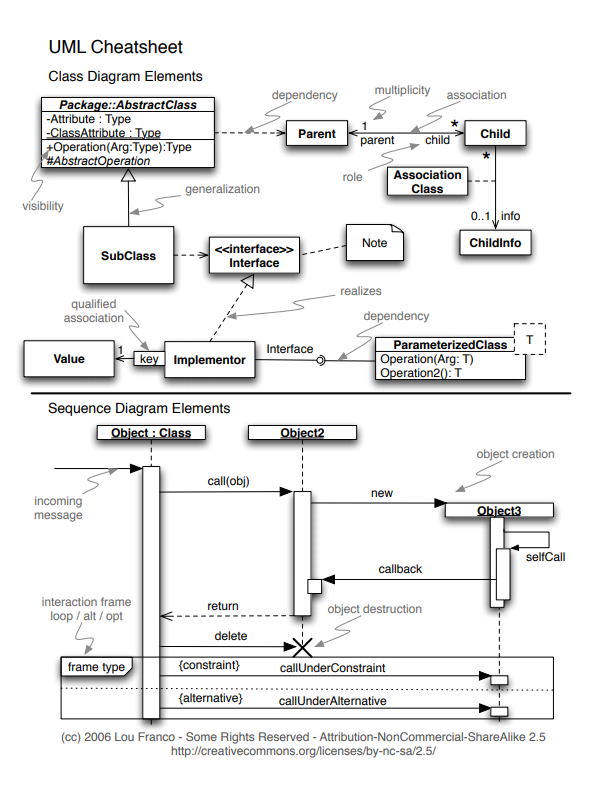 UML Cheatsheet
Class Diagram Elements
Package::AbstractClass
-Attribute : Type
-ClassAttribute : Type
+Operation(Arg:Type):Type
#AbstractOperation
visibility
generalization
dependency
Parent
multiplicity
association
1
*
parent
child
Child
role
*
Association
Class
0..1
info
ChildInfo
SubClass
<<interface>>
Interface
Note
realizes
qualified
association
dependency
Value
1
key
Implementor
Interface
ParameterizedClass
T
Operation(Arg: T)
Operation2(): T
Sequence Diagram Elements
Object : Class
Object2
object creation
incoming
message
call(obj)
new
Object3
selfCall
callback
interaction frame
loop / alt / opt
return
object destruction
delete
frame type
{constraint}
callUnderConstraint
{alternative}
callUnderAlternative
(cc) 2006 Lou Franco - Some Rights Reserved - Attribution-NonCommercial-ShareAlike 2.5
http://creativecommons.org/licenses/by-nc-sa/2.5/